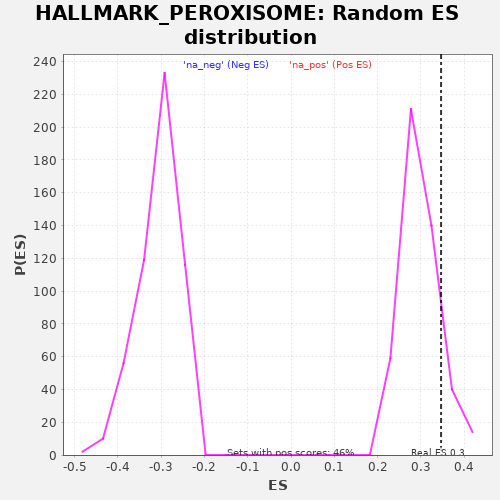 HALLMARK_PEROXISOME: Random ES
distribution
'na_neg' (Neg ES) 'na_pos' (Pos ES)
240
220
200
180
160
140
120
100
80
60
40
20
0
P(ES)
Sets with pos scores: 46%
Real ES 0.3
-0.5 -0.4 -0.3 -0.2 -0.1 0.0 0.1 0.2 0.3 0.4
ES